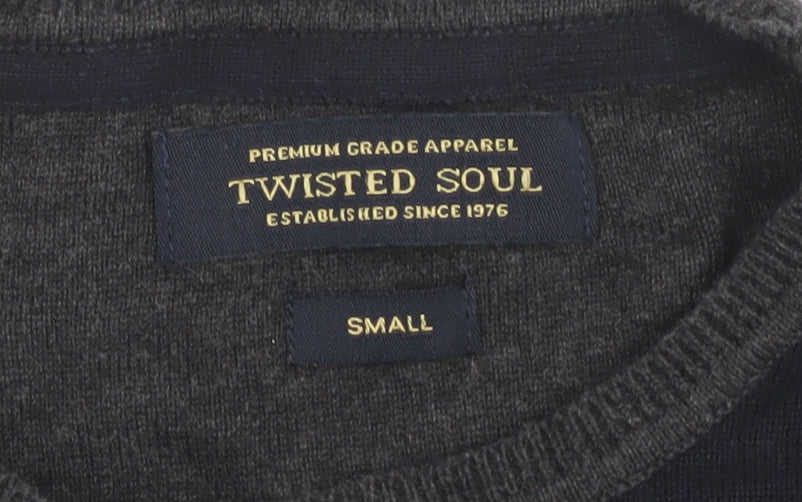 PREMIUM GRADE APPAREL
TWISTED SOUL
ESTABLISHED SINCE 1976
SMALL